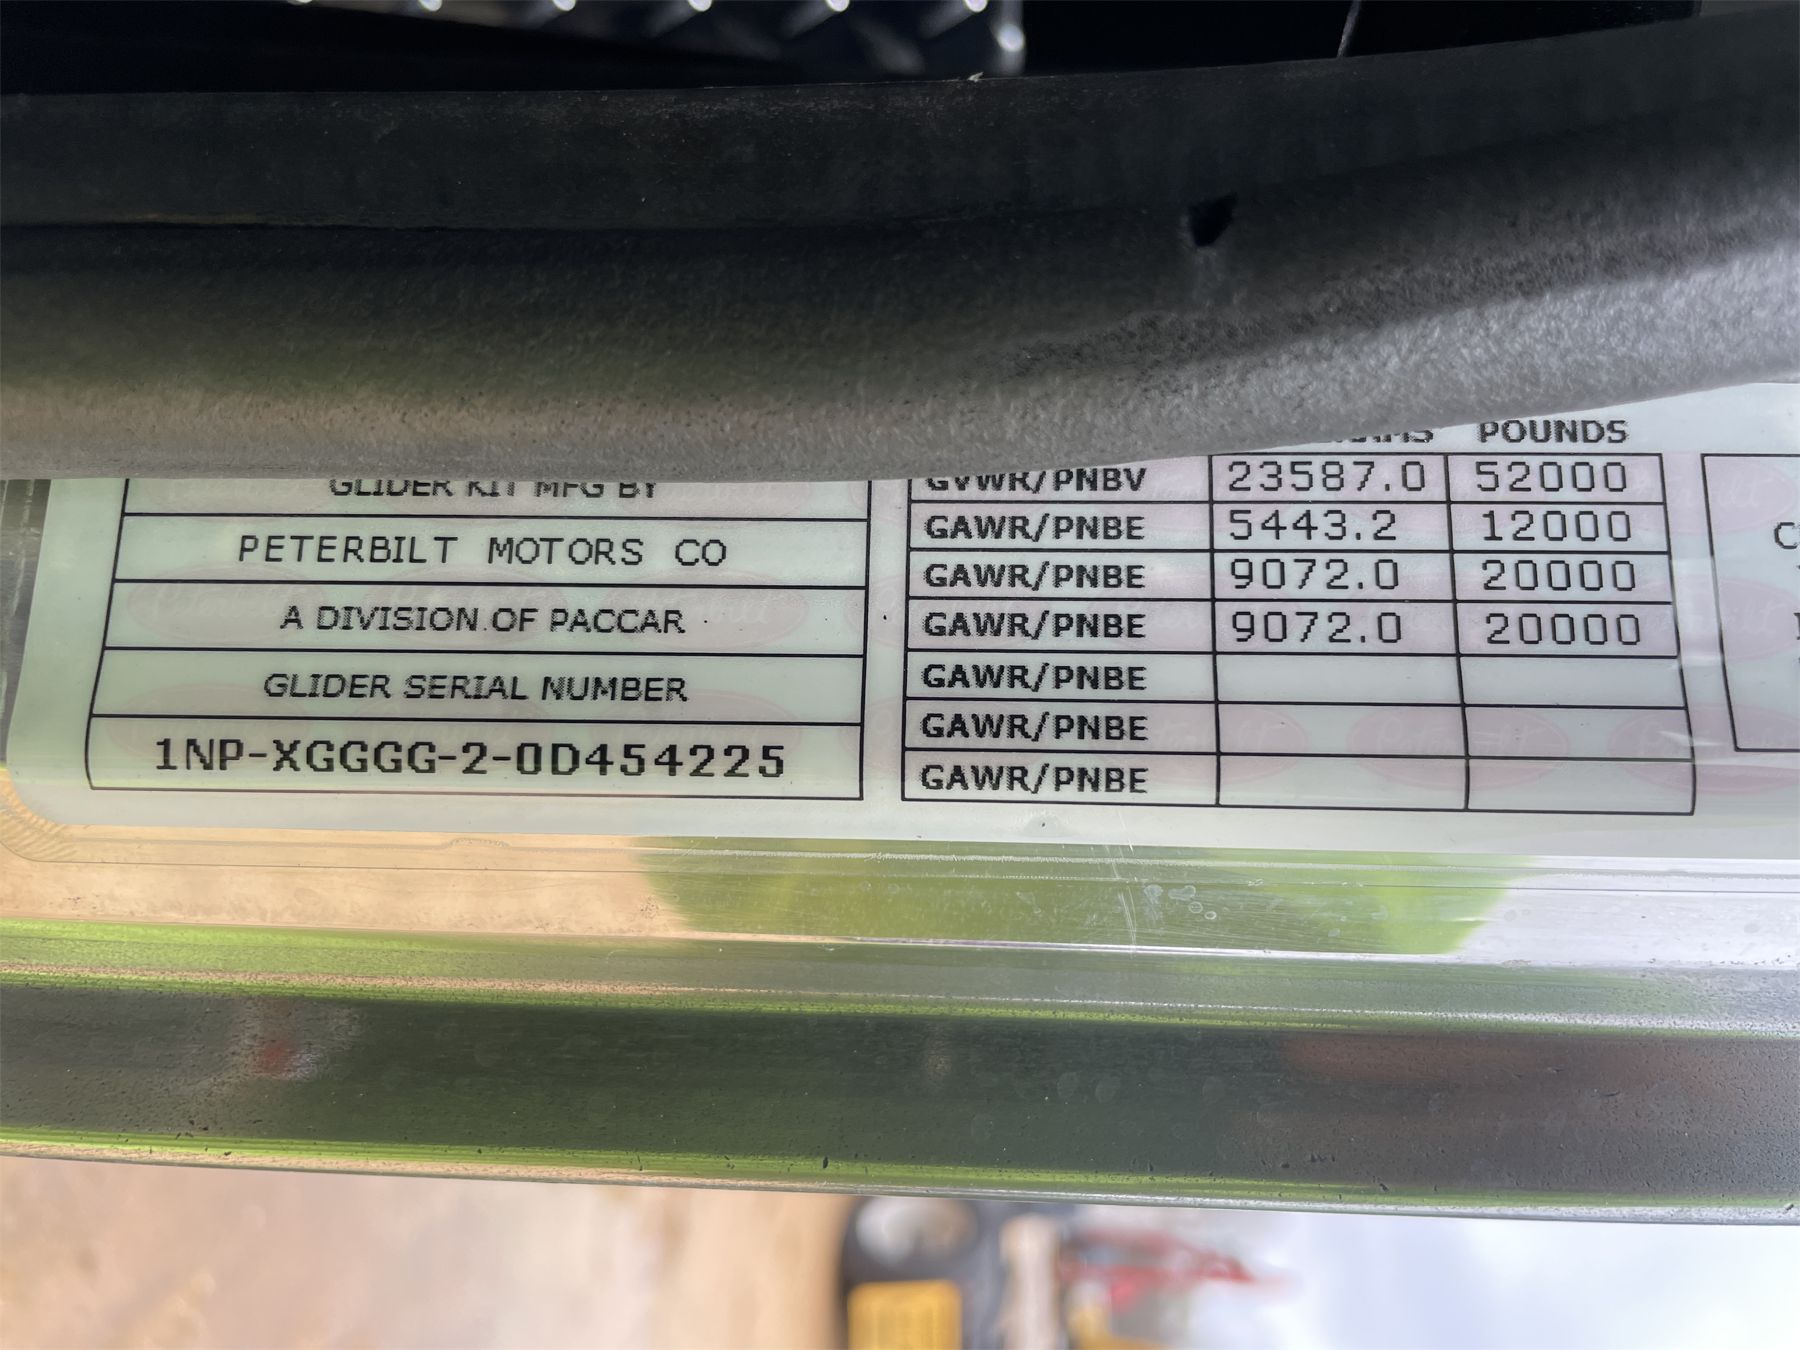 GLIDER KIT MFG BY
PETERBILT MOTORS CO
A DIVISION OF PACCAR
GLIDER SERIAL NUMBER
1NP-XGGGG-2-0D454225
POUNDS
GVWR/PNBV 23587.0 52000
GAWR/PNBE 5443.2 12000
GAWR/PNBE 9072.0 20000
GAWR/PNBE 9072.0 20000
GAWR/PNBE
GAWR/PNBE
GAWR/PNBE